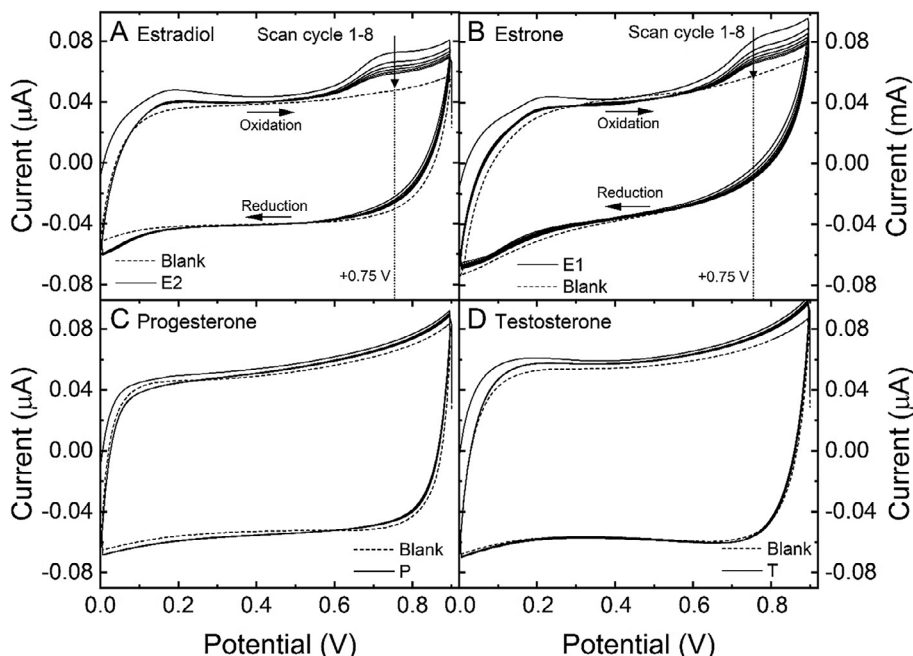 A Estradiol
Scan cycle 1-8
Oxidation
Reduction
Blank
E2
+0.75 V
B Estrone
Scan cycle 1-8
Oxidation
Reduction
E1
Blank
+0.75 V
C Progesterone
Blank
P
D Testosterone
Blank
T
Current (μA)
0.08
0.04
0.00
-0.04
-0.08
Current (mA)
0.08
0.04
0.00
-0.04
-0.08
Current (μA)
0.08
0.04
0.00
-0.04
-0.08
Current (μA)
0.08
0.04
0.00
-0.04
-0.08
0.0 0.2 0.4 0.6 0.8 0.0 0.2 0.4 0.6 0.8
Potential (V) Potential (V)